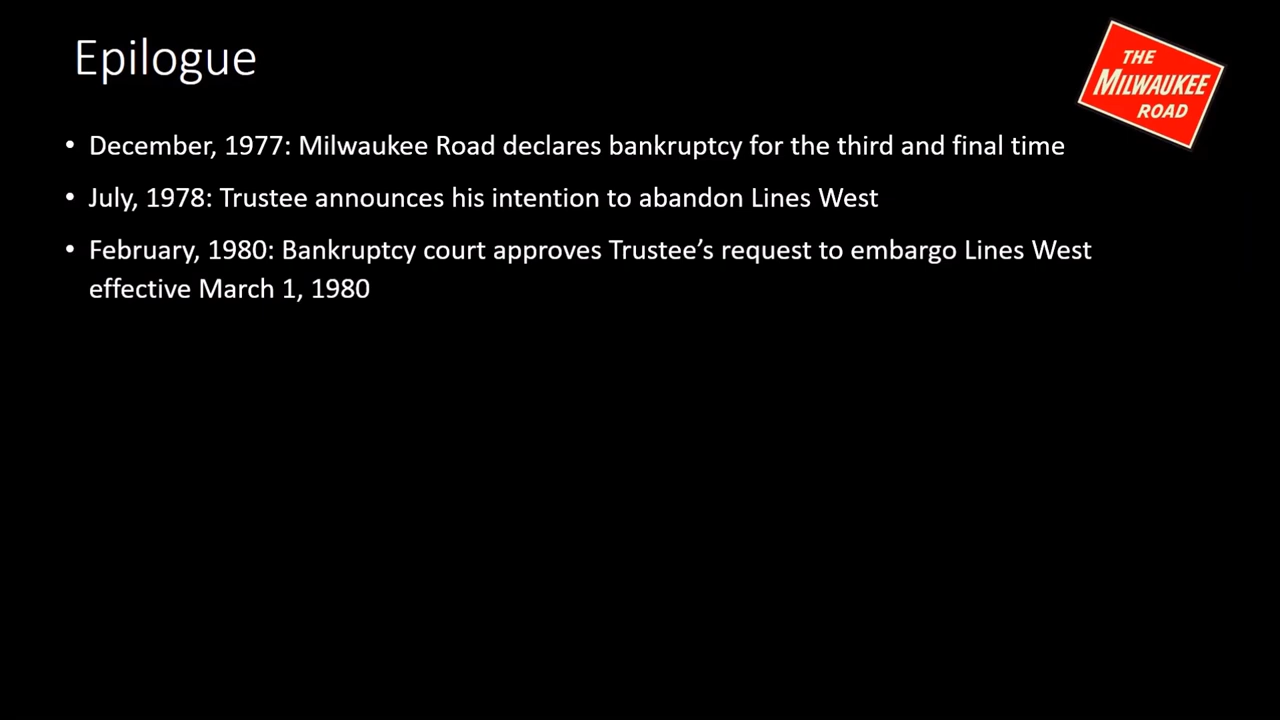 Epilogue
THE
MILWAUKEE
ROAD
• December, 1977: Milwaukee Road declares bankruptcy for the third and final time
• July, 1978: Trustee announces his intention to abandon Lines West
• February, 1980: Bankruptcy court approves Trustee’s request to embargo Lines West
effective March 1, 1980